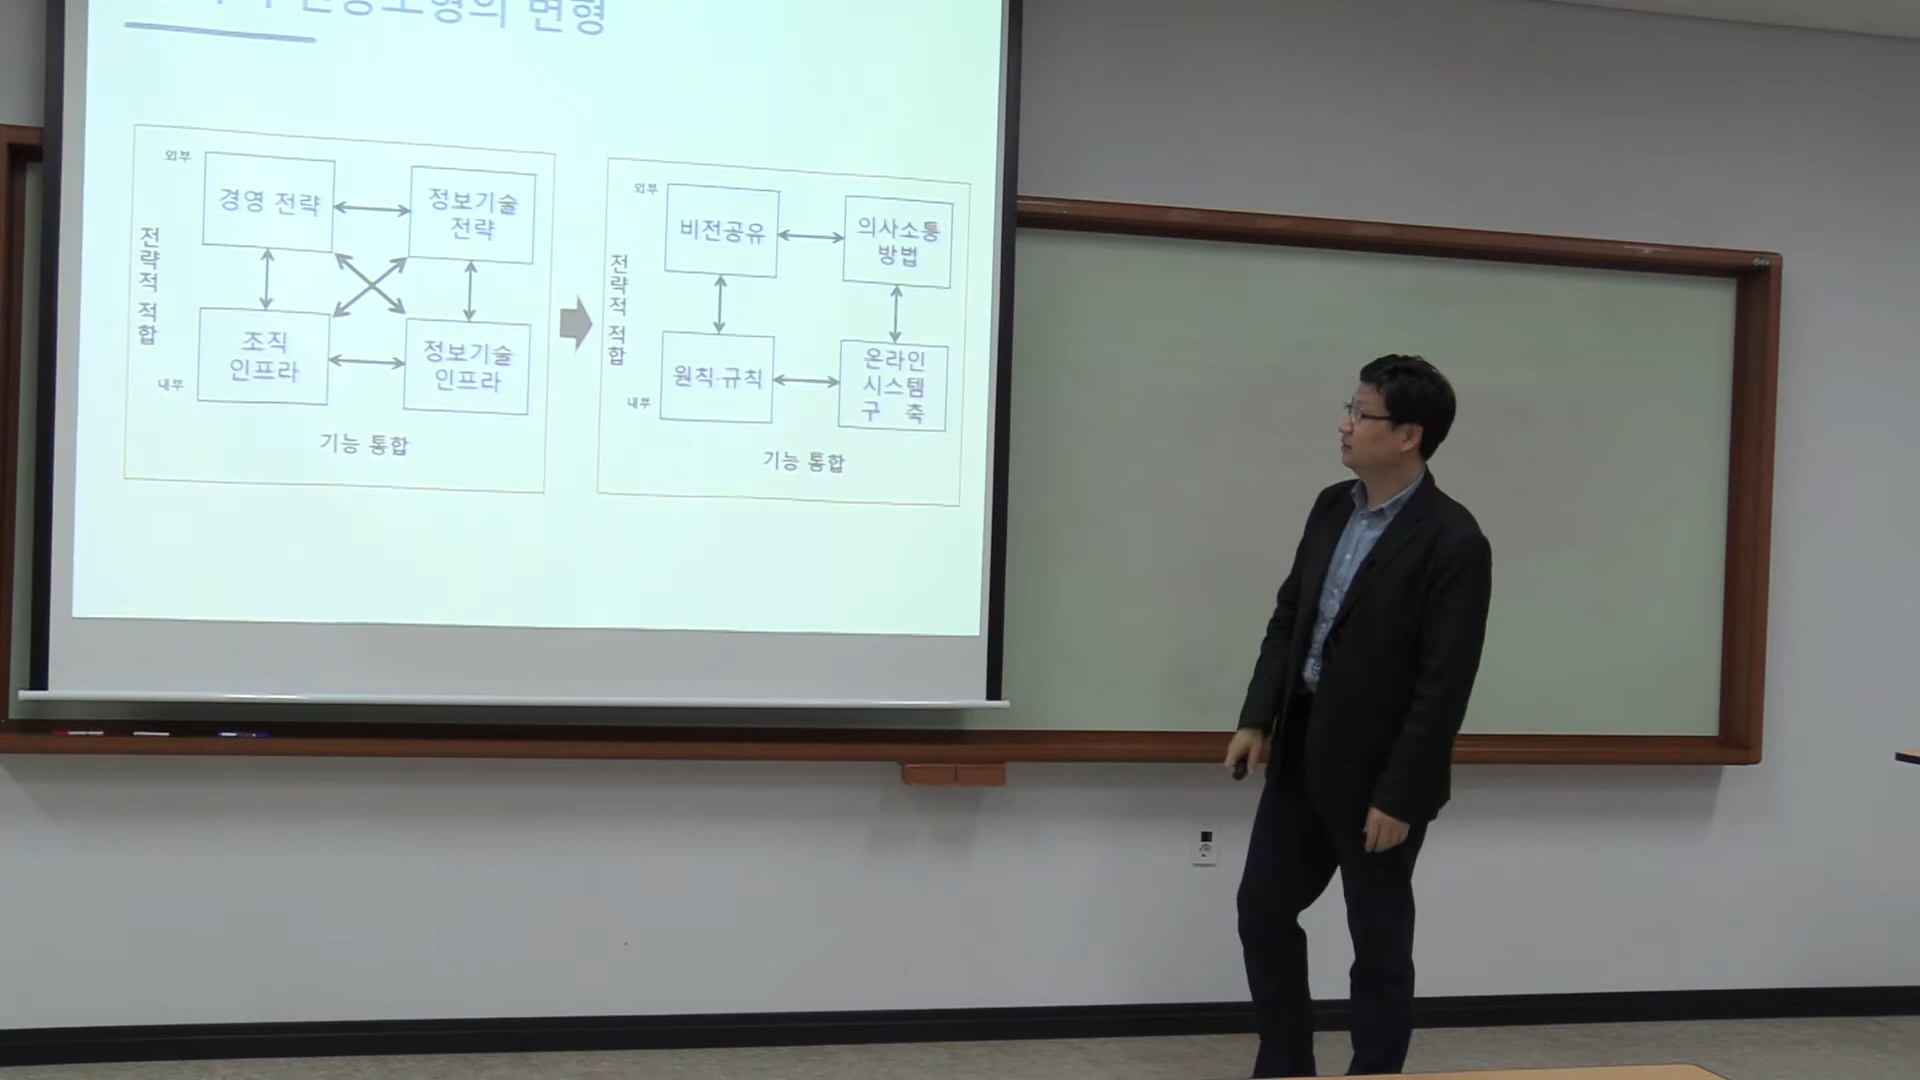 변형
외부
경영 전략
정보기술
전략
전략적 적합
조직
인프라
정보기술
인프라
내부
기능 통합
외부
비전공유
의사소통
방법
전략적 적합
원칙·규칙
온라인
시스템
구 축
내부
기능 통합